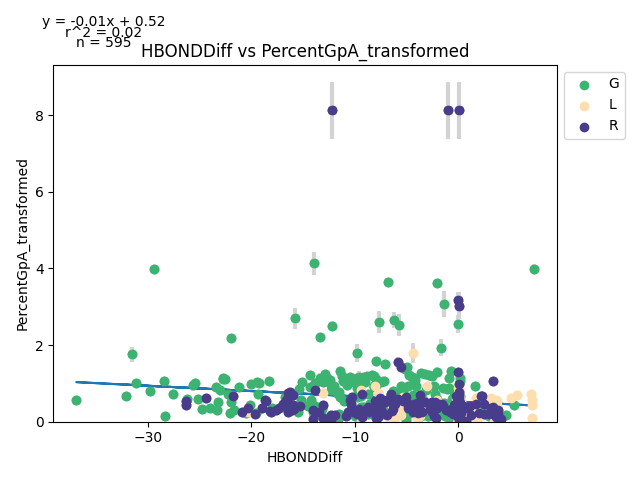 y = -0.01x + 0.52
r^2 = 0.02
n = 595
HBONDDiff vs PercentGpA_transformed
PercentGpA_transformed
8
6
4
2
0
−30
−20
−10
0
HBONDDiff
G
L
R